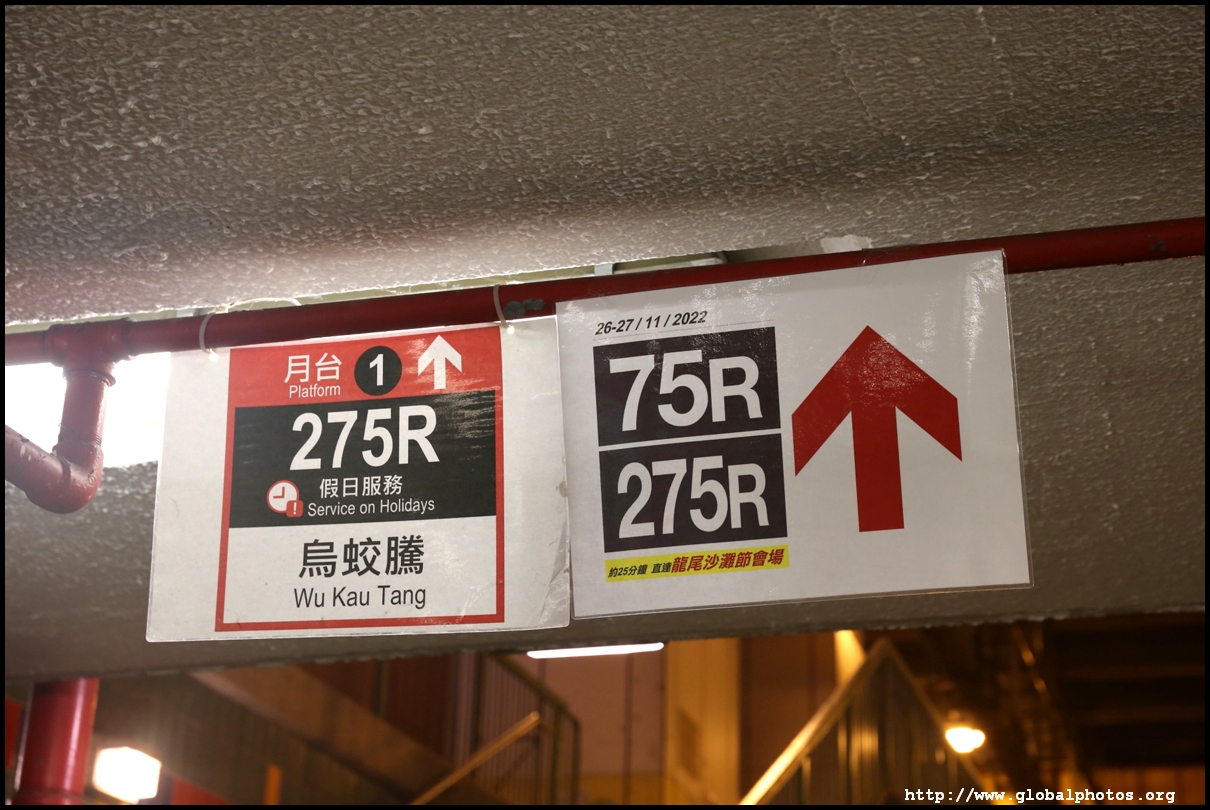 月台 1
Platform
275R
假日服務
Service on Holidays
烏蛟騰
Wu Kau Tang
26-27 / 11 / 2022
75R
275R
約25分鐘 直達龍尾沙灘節會場
http://www.globalphotos.org